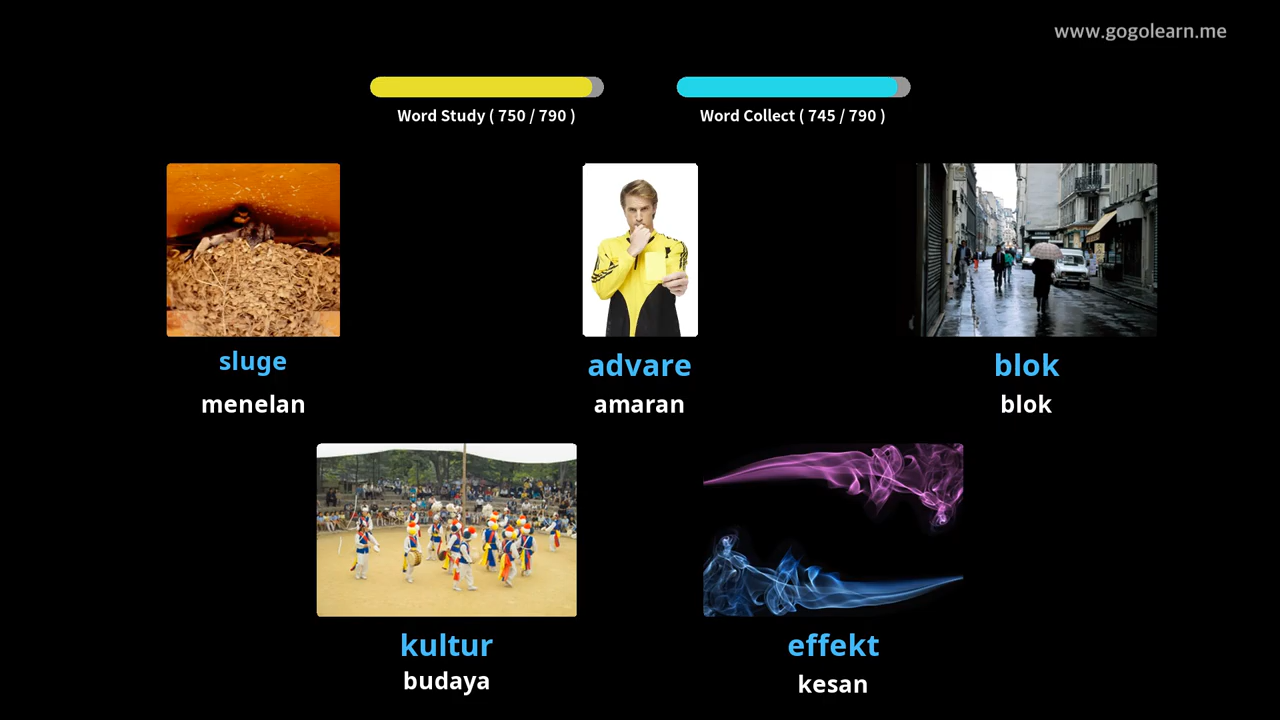 www.gogolearn.me
Word Study ( 750 / 790 )
Word Collect ( 745 / 790 )
sluge
menelan
advare
amaran
blok
blok
kultur
budaya
effekt
kesan